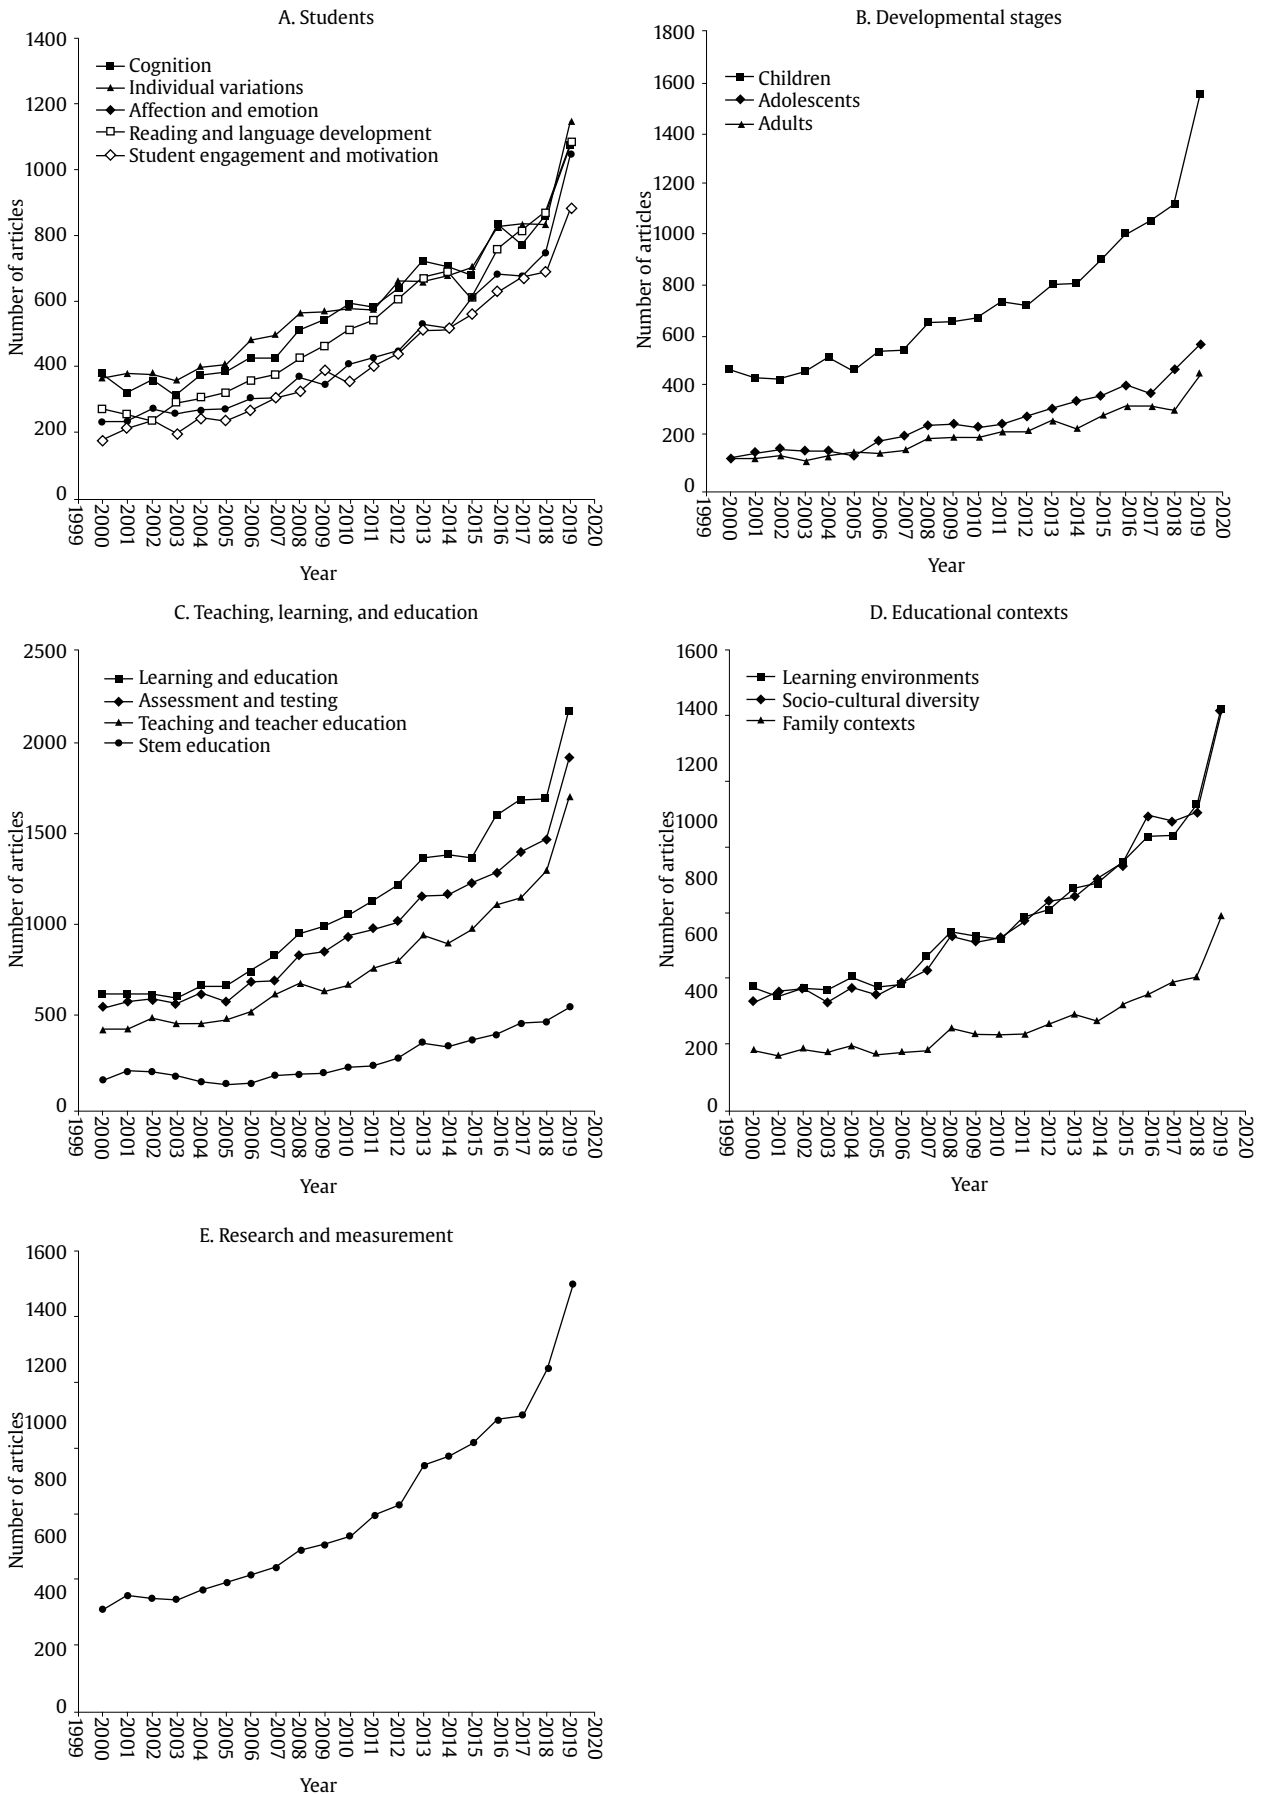 A. Students
Number of articles
1400
1200
1000
800
600
400
200
0
Cognition
Individual variations
Affection and emotion
Reading and language development
Student engagement and motivation
1999 2000 2001 2002 2003 2004 2005 2006 2007 2008 2009 2010 2011 2012 2013 2014 2015 2016 2017 2018 2019 2020
Year
B. Developmental stages
Number of articles
1800
1600
1400
1200
1000
800
600
400
200
0
Children
Adolescents
Adults
1999 2000 2001 2002 2003 2004 2005 2006 2007 2008 2009 2010 2011 2012 2013 2014 2015 2016 2017 2018 2019 2020
Year
C. Teaching, learning, and education
Number of articles
2500
2000
1500
1000
500
0
Learning and education
Assessment and testing
Teaching and teacher education
Stem education
1999 2000 2001 2002 2003 2004 2005 2006 2007 2008 2009 2010 2011 2012 2013 2014 2015 2016 2017 2018 2019 2020
Year
D. Educational contexts
Number of articles
1600
1400
1200
1000
800
600
400
200
0
Learning environments
Socio-cultural diversity
Family contexts
1999 2000 2001 2002 2003 2004 2005 2006 2007 2008 2009 2010 2011 2012 2013 2014 2015 2016 2017 2018 2019 2020
Year
E. Research and measurement
Number of articles
1600
1400
1200
1000
800
600
400
200
0
1999 2000 2001 2002 2003 2004 2005 2006 2007 2008 2009 2010 2011 2012 2013 2014 2015 2016 2017 2018 2019 2020
Year